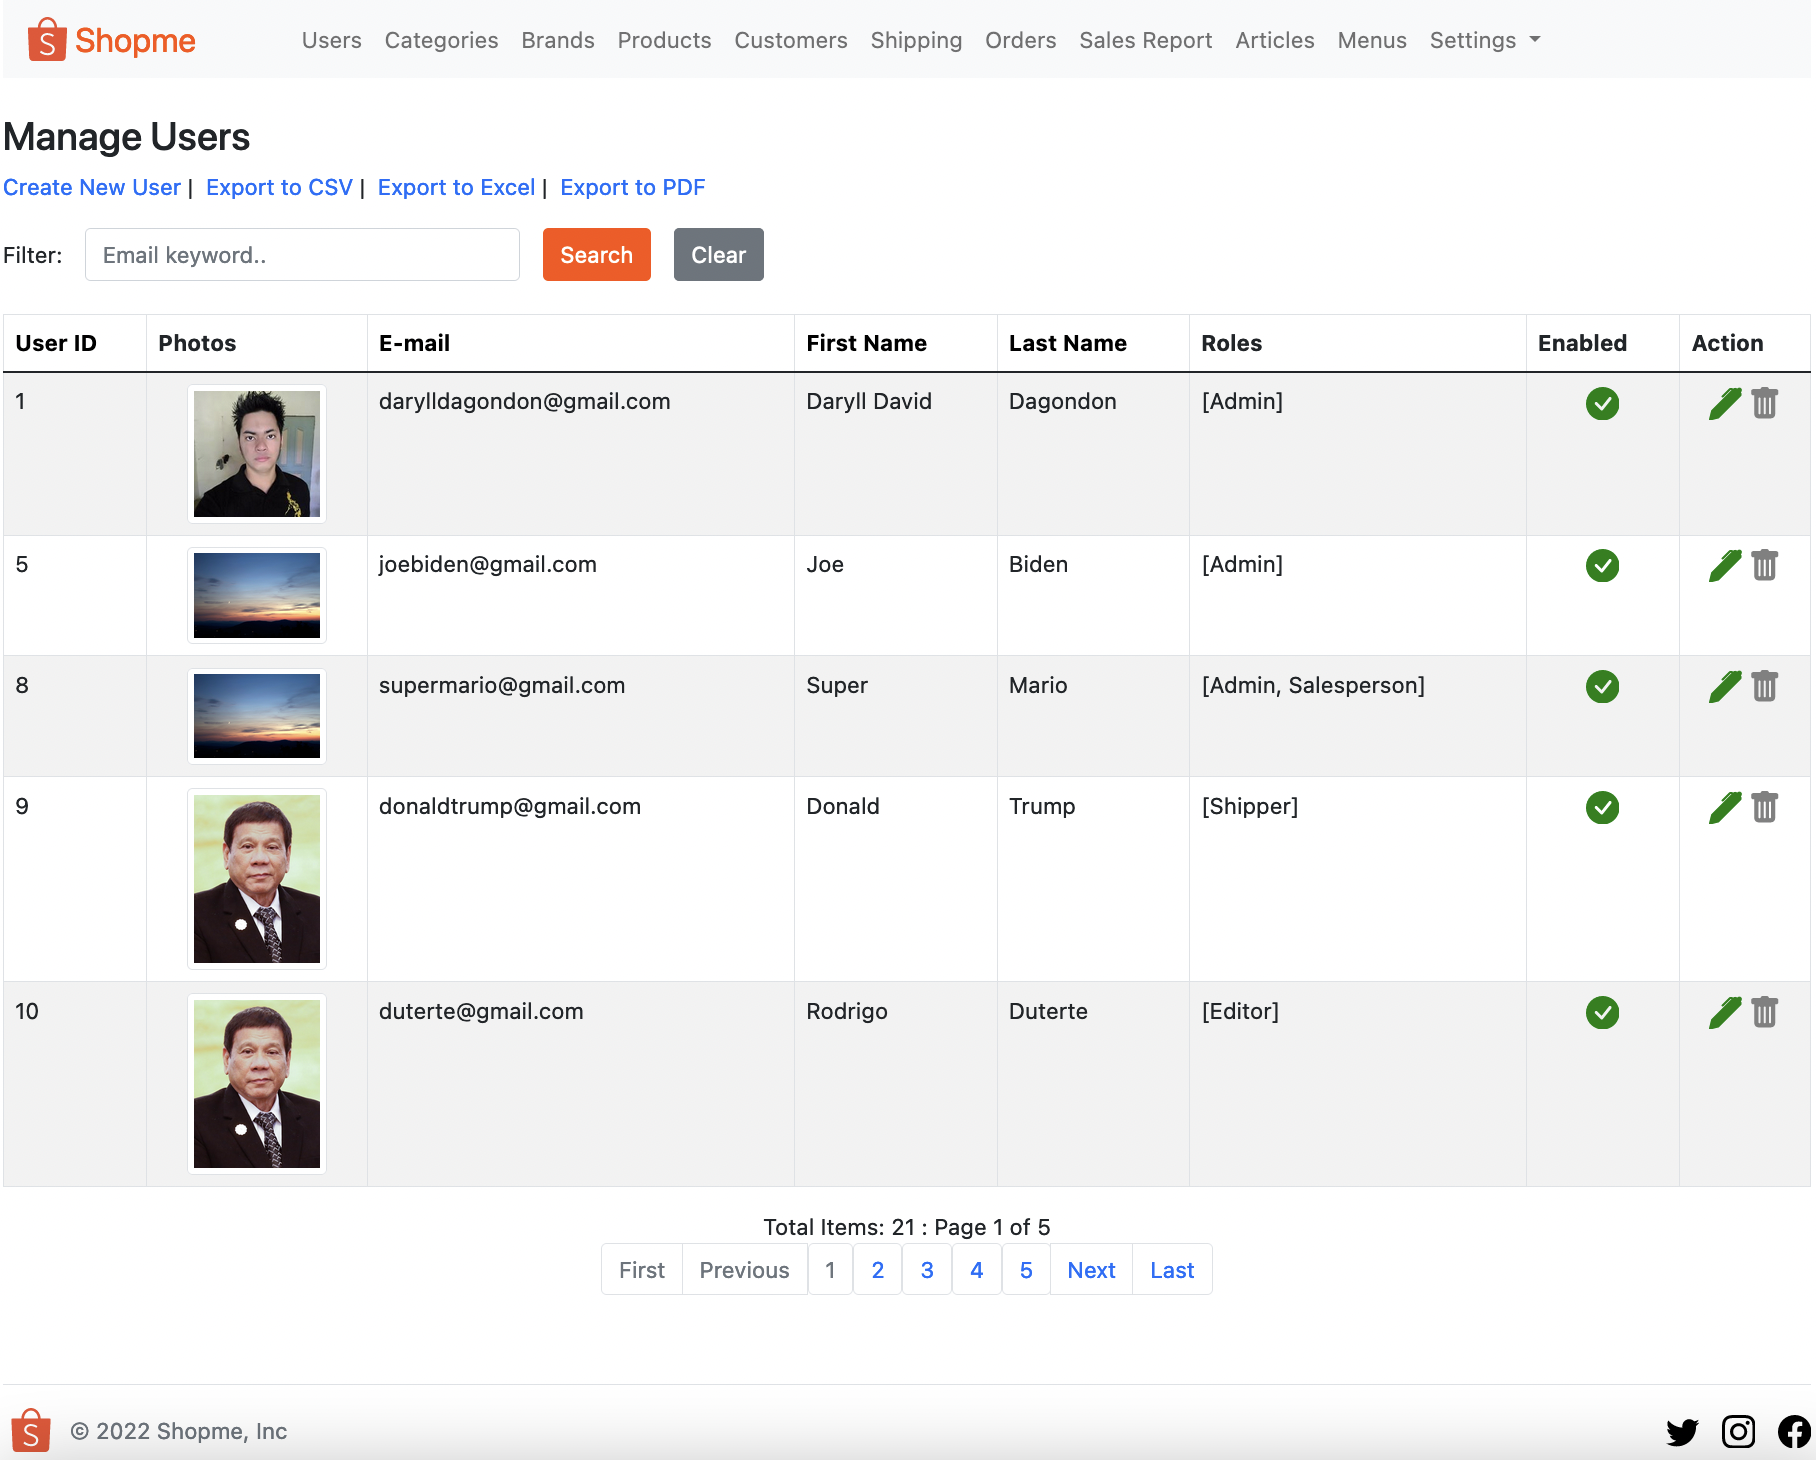 S Shopme Users Categories Brands Products Customers Shipping Orders Sales Report Articles Menus Settings
Manage Users
Create New User | Export to CSV | Export to Excel | Export to PDF
Filter: Email keyword.. Search Clear
User ID Photos E-mail First Name Last Name Roles Enabled Action
1 darylldagondon@gmail.com Daryll David Dagondon [Admin]
5 joebiden@gmail.com Joe Biden [Admin]
8 supermario@gmail.com Super Mario [Admin, Salesperson]
9 donaldtrump@gmail.com Donald Trump [Shipper]
10 duterte@gmail.com Rodrigo Duterte [Editor]
Total Items: 21 : Page 1 of 5
First Previous 1 2 3 4 5 Next Last
S © 2022 Shopme, Inc